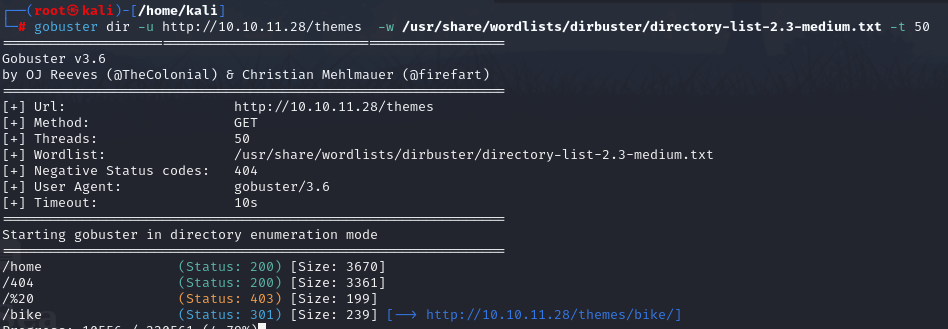 ┌──(root㉿kali)-[/home/kali]
└─# gobuster dir -u http://10.10.11.28/themes -w /usr/share/wordlists/dirbuster/directory-list-2.3-medium.txt -t 50
===============================================================
Gobuster v3.6
by OJ Reeves (@TheColonial) & Christian Mehlmauer (@firefart)
===============================================================
[+] Url: http://10.10.11.28/themes
[+] Method: GET
[+] Threads: 50
[+] Wordlist: /usr/share/wordlists/dirbuster/directory-list-2.3-medium.txt
[+] Negative Status codes: 404
[+] User Agent: gobuster/3.6
[+] Timeout: 10s
===============================================================
Starting gobuster in directory enumeration mode
===============================================================
/home (Status: 200) [Size: 3670]
/404 (Status: 200) [Size: 3361]
/%20 (Status: 403) [Size: 199]
/bike (Status: 301) [Size: 239] [--> http://10.10.11.28/themes/bike/]
Progress: 10556 / 220561 (4.79%)